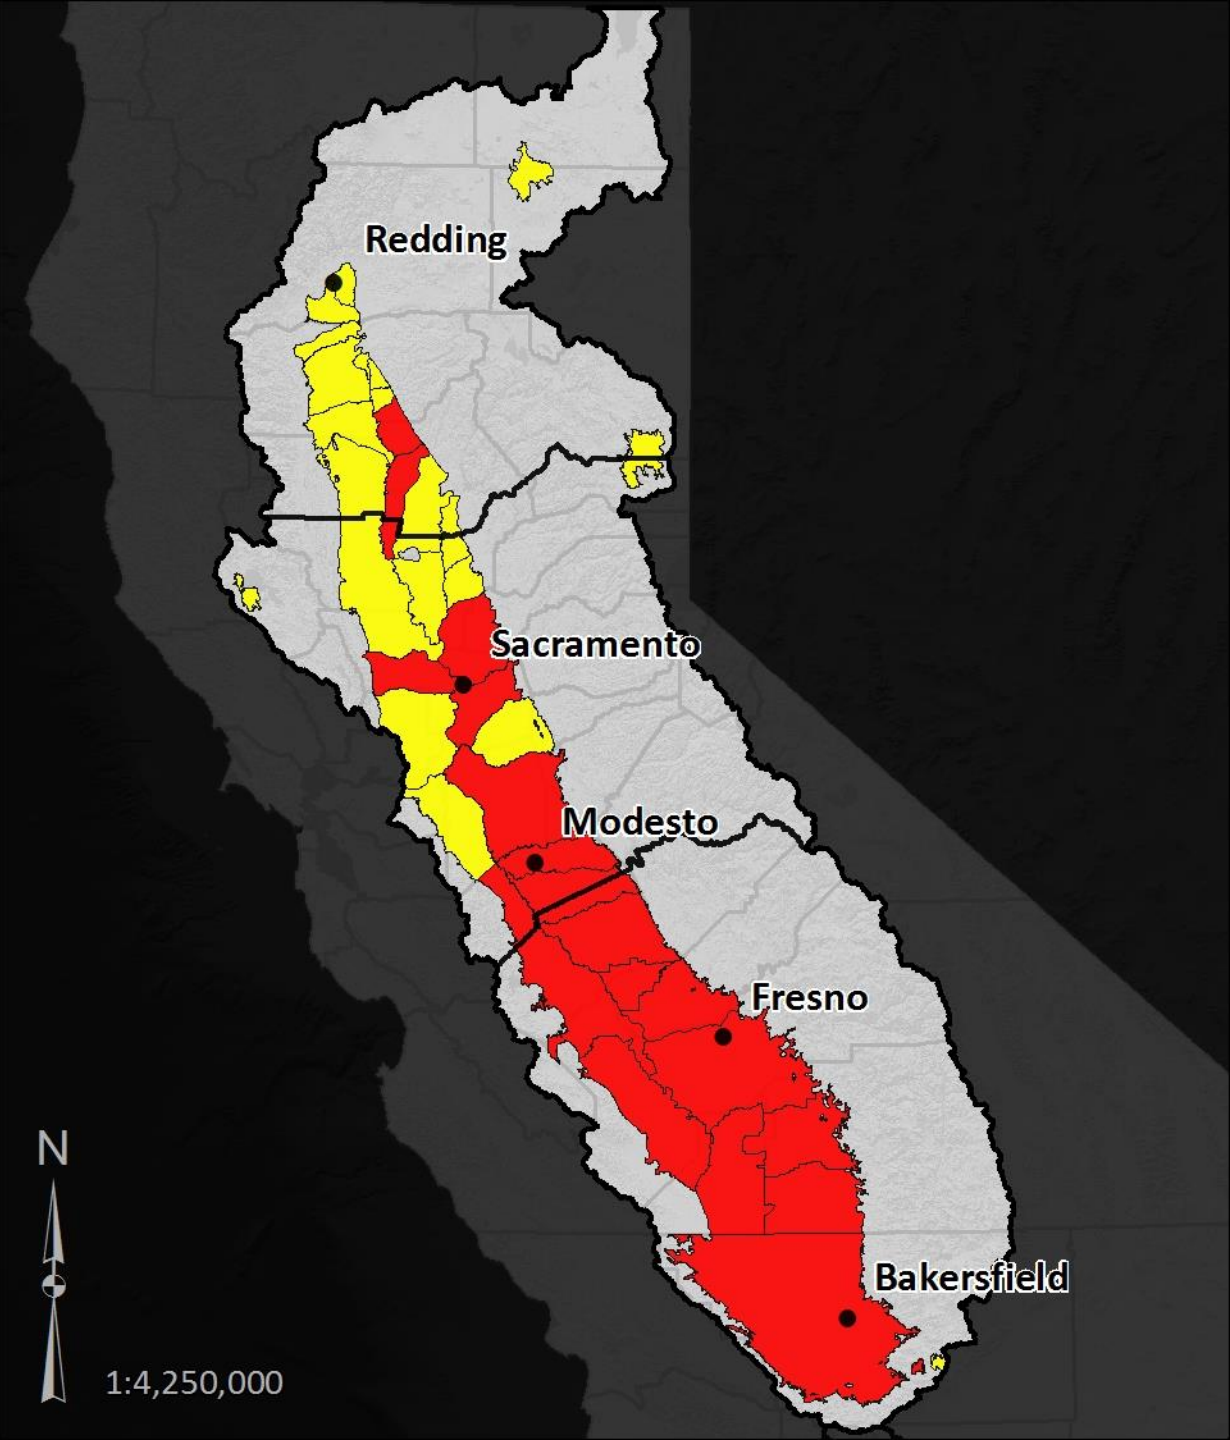 Redding
Sacramento
Modesto
Fresno
N
Bakersfield
1:4,250,000